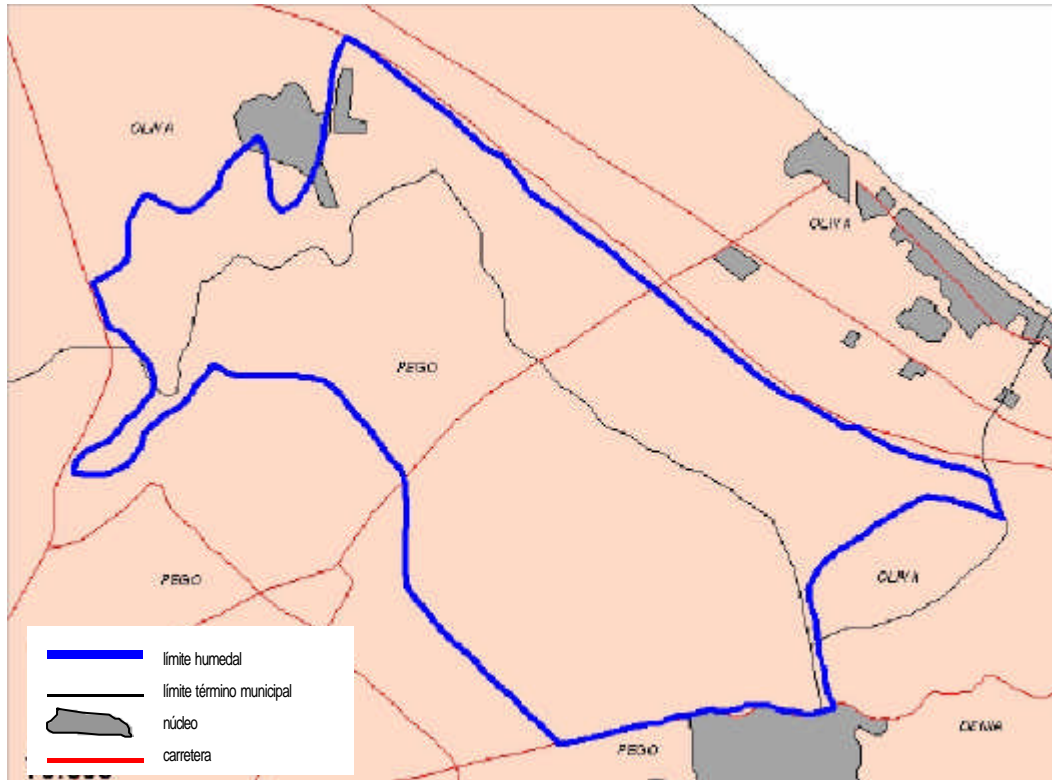 OLIVA
OLIVA
PEGO
PEGO
OLIVA
PEGO
DENIA
límite humedal
límite término municipal
núcleo
carretera